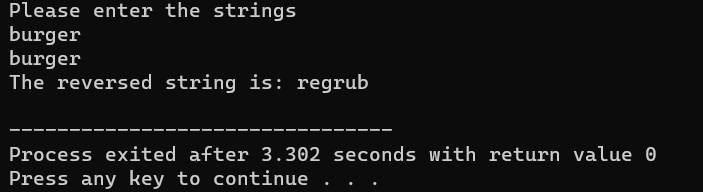 Please enter the strings
burger
burger
The reversed string is: regrub
--------------------------------
Process exited after 3.302 seconds with return value 0
Press any key to continue . . .